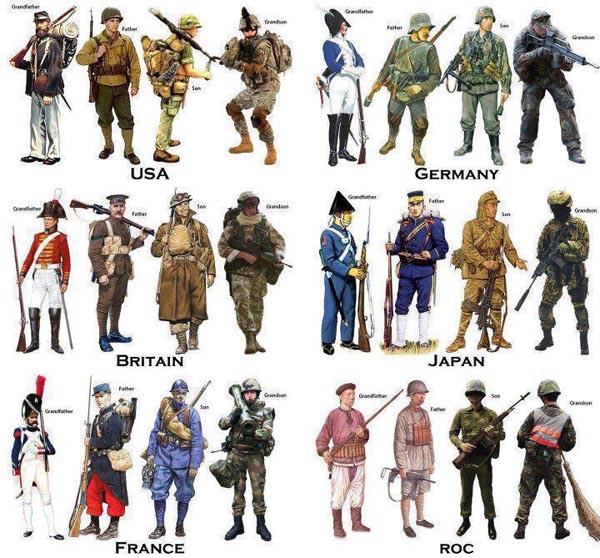 Grandfather
Father
Son
Grandson
USA
Grandfather
Father
Son
Grandson
GERMANY
Grandfather
Father
Son
Grandson
BRITAIN
Grandfather
Father
Son
Grandson
JAPAN
Grandfather
Father
Son
Grandson
FRANCE
Grandfather
Father
Son
Grandson
ROC